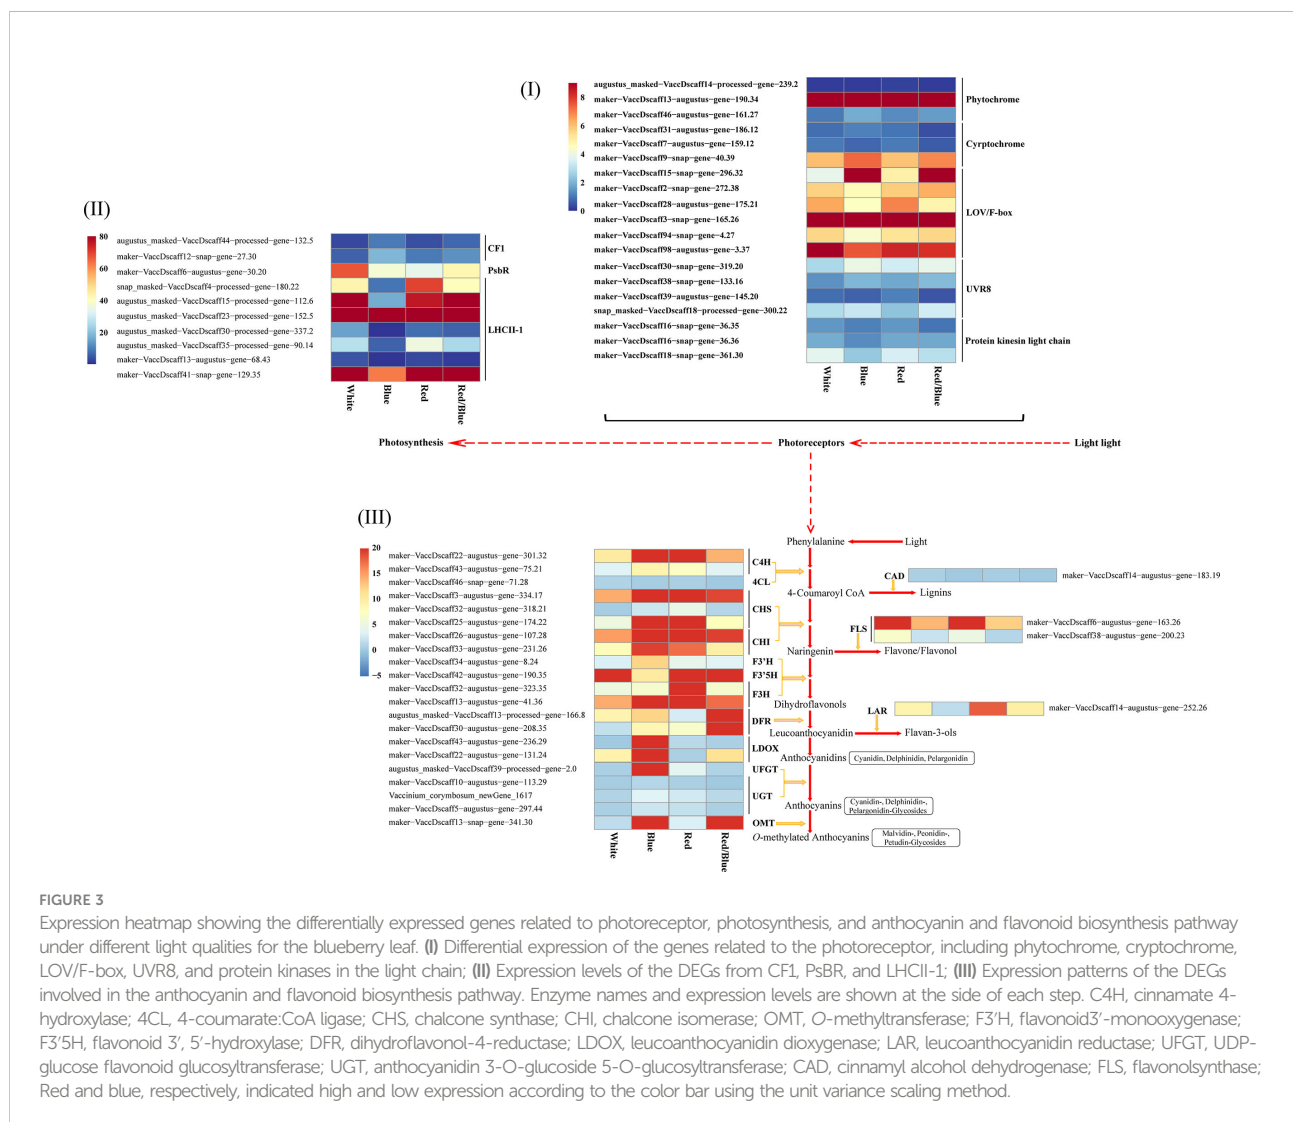 (I)
augustus_masked-VaccDscaff14-processed-gene-239.2
maker-VaccDscaff13-augustus-gene-190.34
maker-VaccDscaff46-augustus-gene-161.27
maker-VaccDscaff31-augustus-gene-186.12
maker-VaccDscaff7-augustus-gene-159.12
maker-VaccDscaff9-snap-gene-40.39
maker-VaccDscaff15-snap-gene-296.32
maker-VaccDscaff2-snap-gene-272.38
maker-VaccDscaff28-augustus-gene-175.21
maker-VaccDscaff3-snap-gene-165.26
maker-VaccDscaff94-snap-gene-4.27
maker-VaccDscaff98-augustus-gene-3.37
maker-VaccDscaff30-snap-gene-319.20
maker-VaccDscaff38-snap-gene-133.16
maker-VaccDscaff39-augustus-gene-145.20
snap_masked-VaccDscaff18-processed-gene-300.22
maker-VaccDscaff16-snap-gene-36.35
maker-VaccDscaff16-snap-gene-36.36
maker-VaccDscaff18-snap-gene-361.30
8
6
4
2
0
Phytochrome
Cyrptochrome
LOV/F-box
UVR8
Protein kinesin light chain
White
Blue
Red
Red/Blue
(II)
80
60
40
20
augustus_masked-VaccDscaff44-processed-gene-132.5
maker-VaccDscaff12-snap-gene-27.30
maker-VaccDscaff6-augustus-gene-30.20
snap_masked-VaccDscaff4-processed-gene-180.22
augustus_masked-VaccDscaff15-processed-gene-112.6
augustus_masked-VaccDscaff23-processed-gene-152.5
augustus_masked-VaccDscaff30-processed-gene-337.2
augustus_masked-VaccDscaff35-processed-gene-90.14
maker-VaccDscaff13-augustus-gene-68.43
maker-VaccDscaff41-snap-gene-129.35
CF1
PsbR
LHCII-1
White
Blue
Red
Red/Blue
Photosynthesis
Photoreceptors
Light light
(III)
20
15
10
5
0
−5
maker-VaccDscaff22-augustus-gene-301.32
maker-VaccDscaff43-augustus-gene-75.21
maker-VaccDscaff46-snap-gene-71.28
maker-VaccDscaff3-augustus-gene-334.17
maker-VaccDscaff32-augustus-gene-318.21
maker-VaccDscaff25-augustus-gene-174.22
maker-VaccDscaff26-augustus-gene-107.28
maker-VaccDscaff33-augustus-gene-231.26
maker-VaccDscaff34-augustus-gene-8.24
maker-VaccDscaff42-augustus-gene-190.35
maker-VaccDscaff32-augustus-gene-323.35
maker-VaccDscaff13-augustus-gene-41.36
augustus_masked-VaccDscaff13-processed-gene-166.8
maker-VaccDscaff30-augustus-gene-208.35
maker-VaccDscaff43-augustus-gene-236.29
maker-VaccDscaff22-augustus-gene-131.24
augustus_masked-VaccDscaff39-processed-gene-2.0
maker-VaccDscaff10-augustus-gene-113.29
Vaccinium_corymbosum_newGene_1617
maker-VaccDscaff5-augustus-gene-297.44
maker-VaccDscaff13-snap-gene-341.30
White
Blue
Red
Red/Blue
C4H
4CL
CHS
CHI
F3'H
F3'5H
F3H
DFR
LDOX
UFGT
UGT
OMT
Phenylalanine
Light
4-Coumaroyl CoA
CAD
Lignins
maker-VaccDscaff14-augustus-gene-183.19
Naringenin
FLS
Flavone/Flavonol
maker-VaccDscaff6-augustus-gene-163.26
maker-VaccDscaff38-augustus-gene-200.23
Dihydroflavonols
Leucoanthocyanidin
LAR
Flavan-3-ols
maker-VaccDscaff14-augustus-gene-252.26
Anthocyanidins
Cyanidin, Delphinidin, Pelargonidin
Anthocyanins
Cyanidin-, Delphinidin-,
Pelargonidin-Glycosides
O-methylated Anthocyanins
Malvidin-, Peonidin-,
Petudin-Glycosides
FIGURE 3
Expression heatmap showing the differentially expressed genes related to photoreceptor, photosynthesis, and anthocyanin and flavonoid biosynthesis pathway
under different light qualities for the blueberry leaf. (I) Differential expression of the genes related to the photoreceptor, including phytochrome, cryptochrome,
LOV/F-box, UVR8, and protein kinases in the light chain; (II) Expression levels of the DEGs from CF1, PsBR, and LHCII-1; (III) Expression patterns of the DEGs
involved in the anthocyanin and flavonoid biosynthesis pathway. Enzyme names and expression levels are shown at the side of each step. C4H, cinnamate 4-
hydroxylase; 4CL, 4-coumarate:CoA ligase; CHS, chalcone synthase; CHI, chalcone isomerase; OMT, O-methyltransferase; F3′H, flavonoid3′-monooxygenase;
F3′5H, flavonoid 3′, 5′-hydroxylase; DFR, dihydroflavonol-4-reductase; LDOX, leucoanthocyanidin dioxygenase; LAR, leucoanthocyanidin reductase; UFGT, UDP-
glucose flavonoid glucosyltransferase; UGT, anthocyanidin 3-O-glucoside 5-O-glucosyltransferase; CAD, cinnamyl alcohol dehydrogenase; FLS, flavonolsynthase;
Red and blue, respectively, indicated high and low expression according to the color bar using the unit variance scaling method.